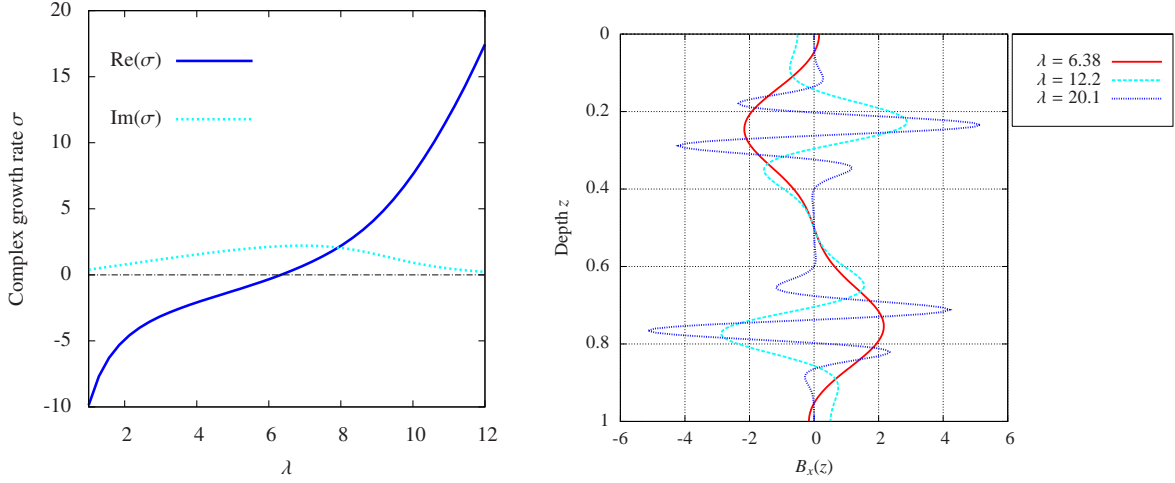 20
15
10
5
0
-5
-10
Complex growth rate σ
Re(σ)
Im(σ)
2 4 6 8 10 12
λ
0
0.2
0.4
0.6
0.8
1
Depth z
-6 -4 -2 0 2 4 6
B_x(z)
λ = 6.38
λ = 12.2
λ = 20.1